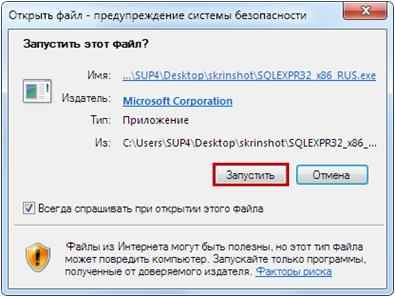 Открыть файл - предупреждение системы безопасности
Запустить этот файл?
Имя: ...\SUP4\Desktop\skrinshot\SQLEXPR32_x86_RUS.exe
Издатель: Microsoft Corporation
Тип: Приложение
Из: C:\Users\SUP4\Desktop\skrinshot\SQLEXPR32_x86_...
Запустить Отмена
Всегда спрашивать при открытии этого файла
Файлы из Интернета могут быть полезны, но этот тип файла
может повредить компьютер. Запускайте только программы,
полученные от доверяемого издателя. Факторы риска